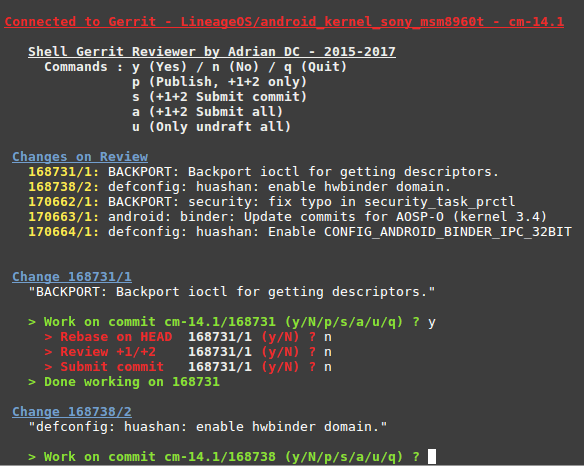 Connected to Gerrit - LineageOS/android_kernel_sony_msm8960t - cm-14.1
Shell Gerrit Reviewer by Adrian DC - 2015-2017
Commands : y (Yes) / n (No) / q (Quit)
p (Publish, +1+2 only)
s (+1+2 Submit commit)
a (+1+2 Submit all)
u (Only undraft all)
Changes on Review
168731/1: BACKPORT: Backport ioctl for getting descriptors.
168738/2: defconfig: huashan: enable hwbinder domain.
170662/1: BACKPORT: security: fix typo in security_task_prctl
170663/1: android: binder: Update commits for AOSP-O (kernel 3.4)
170664/1: defconfig: huashan: Enable CONFIG_ANDROID_BINDER_IPC_32BIT
Change 168731/1
"BACKPORT: Backport ioctl for getting descriptors."
> Work on commit cm-14.1/168731 (y/N/p/s/a/u/q) ? y
> Rebase on HEAD 168731/1 (y/N) ? n
> Review +1/+2 168731/1 (y/N) ? n
> Submit commit 168731/1 (y/N) ? n
> Done working on 168731
Change 168738/2
"defconfig: huashan: enable hwbinder domain."
> Work on commit cm-14.1/168738 (y/N/p/s/a/u/q) ?